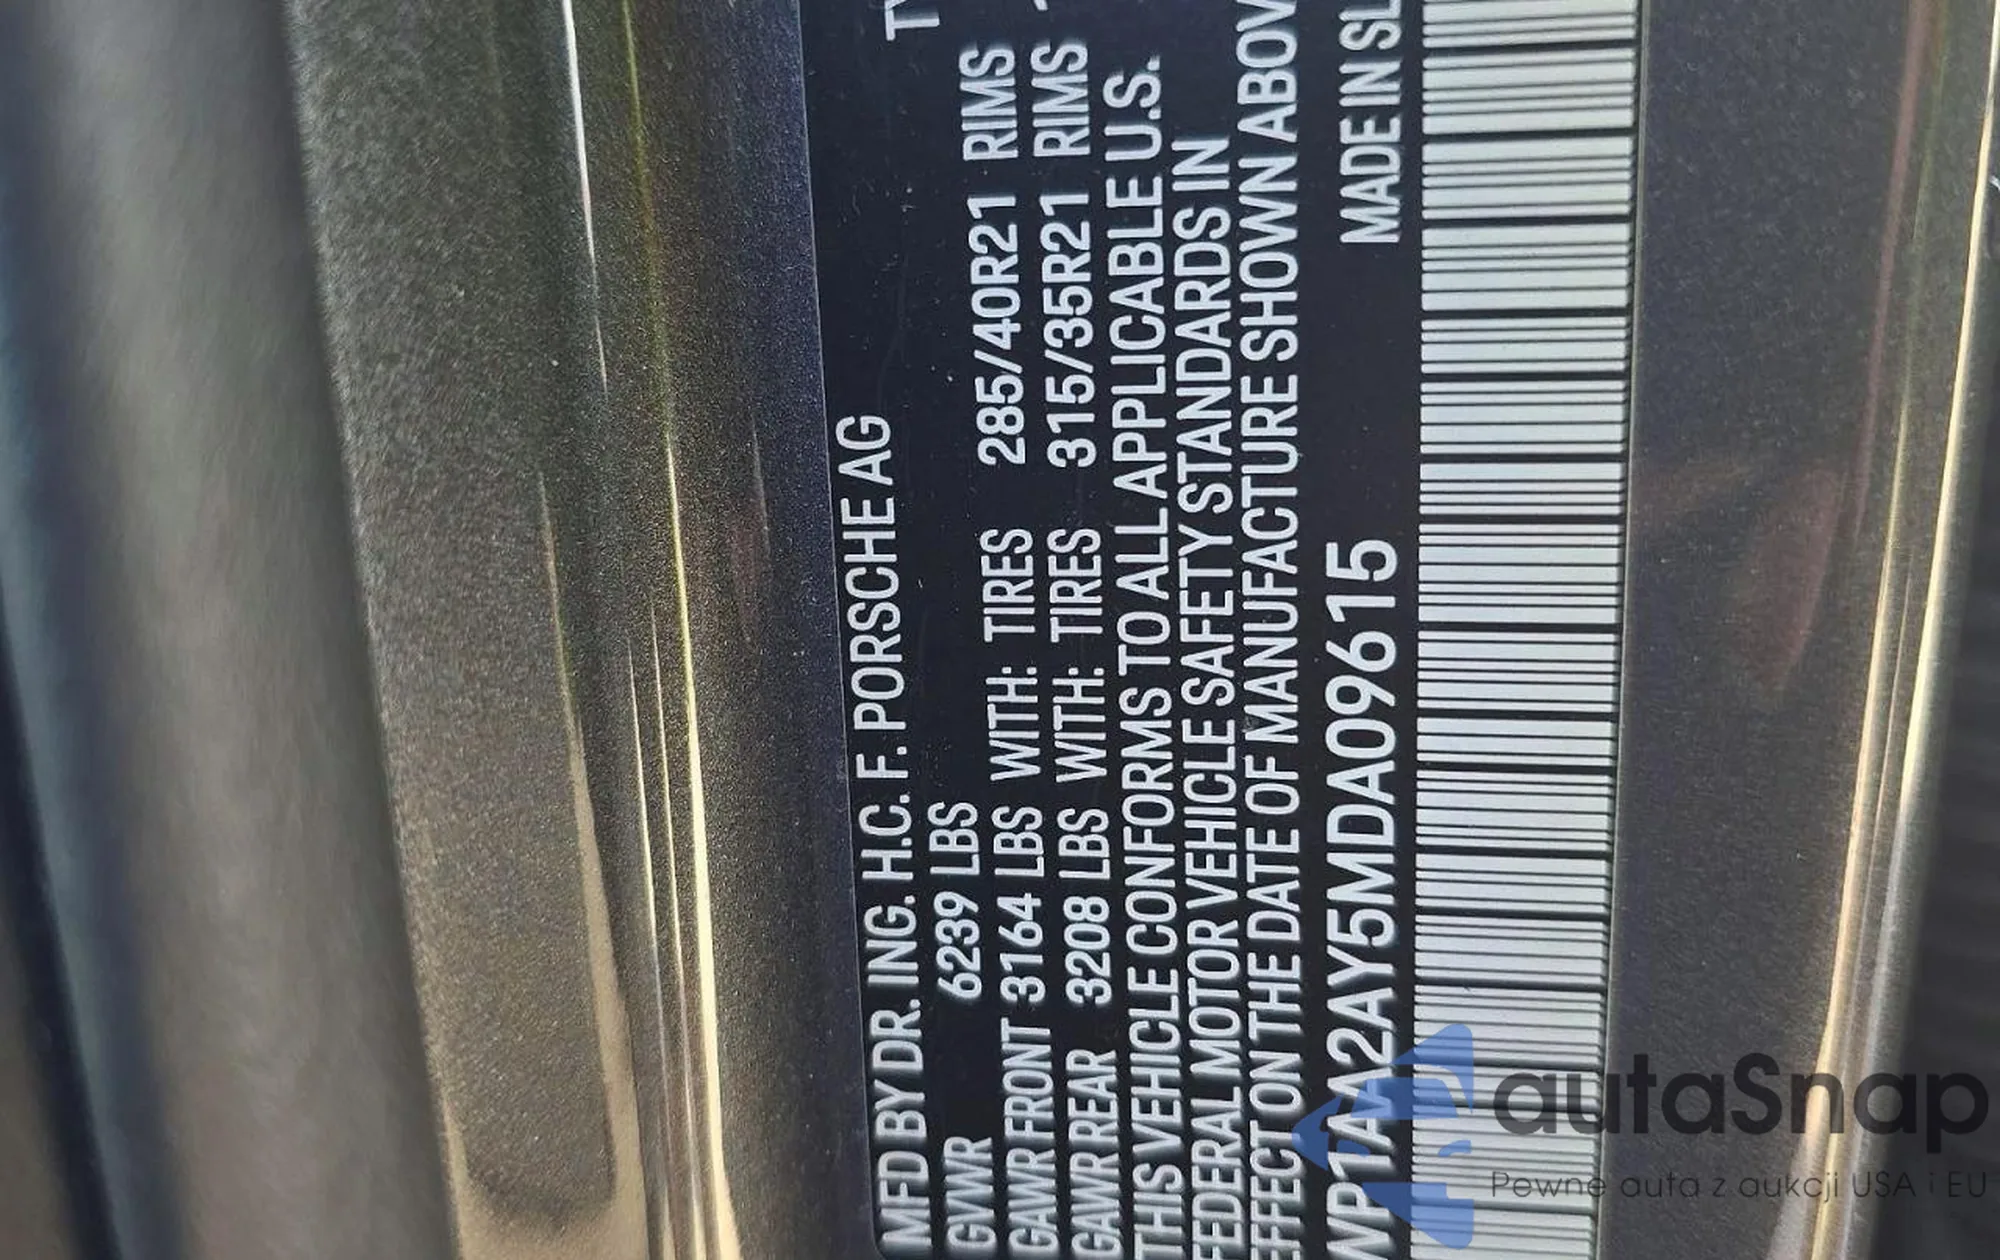 MFD BY DR. ING. H.C. F. PORSCHE AG
GVWR 6239 LBS
GAWR FRONT 3164 LBS WITH: TIRES 285/40R21 RIMS
GAWR REAR 3208 LBS WITH: TIRES 315/35R21 RIMS
THIS VEHICLE CONFORMS TO ALL APPLICABLE U.S.
FEDERAL MOTOR VEHICLE SAFETY STANDARDS IN
EFFECT ON THE DATE OF MANUFACTURE SHOWN ABOV
WP1AA2AY5MDA09615 MADE IN SL
autaSnap
Pewne auta z aukcji USA i EU